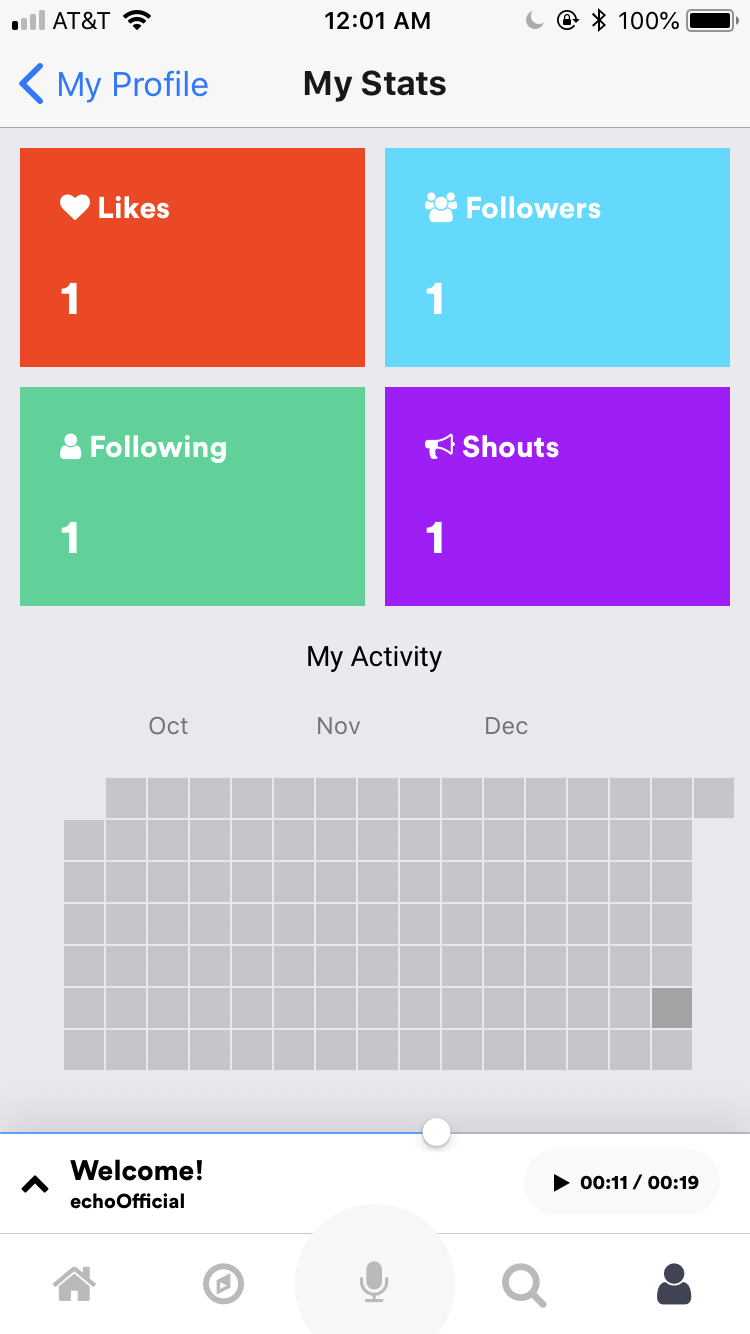 AT&T 12:01 AM 100%
My Profile My Stats
Likes Followers
1 1
Following Shouts
1 1
My Activity
Oct Nov Dec
Welcome!
echoOfficial
00:11 / 00:19